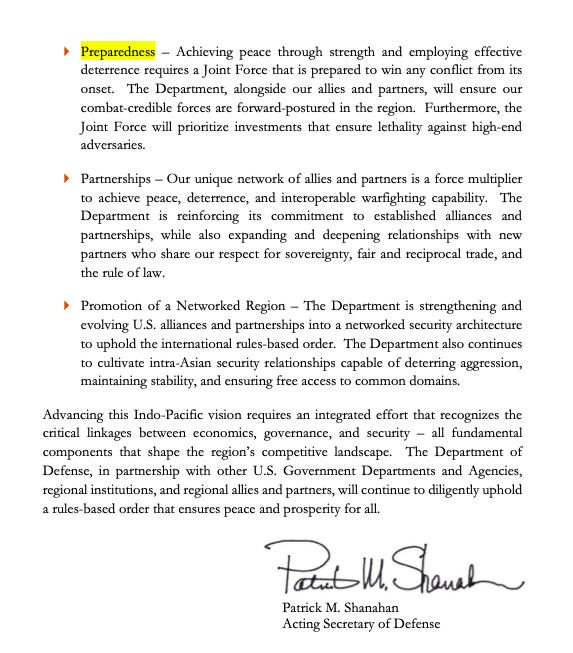 Preparedness – Achieving peace through strength and employing effective
deterrence requires a Joint Force that is prepared to win any conflict from its
onset. The Department, alongside our allies and partners, will ensure our
combat-credible forces are forward-postured in the region. Furthermore, the
Joint Force will prioritize investments that ensure lethality against high-end
adversaries.
Partnerships – Our unique network of allies and partners is a force multiplier
to achieve peace, deterrence, and interoperable warfighting capability. The
Department is reinforcing its commitment to established alliances and
partnerships, while also expanding and deepening relationships with new
partners who share our respect for sovereignty, fair and reciprocal trade, and
the rule of law.
Promotion of a Networked Region – The Department is strengthening and
evolving U.S. alliances and partnerships into a networked security architecture
to uphold the international rules-based order. The Department also continues
to cultivate intra-Asian security relationships capable of deterring aggression,
maintaining stability, and ensuring free access to common domains.
Advancing this Indo-Pacific vision requires an integrated effort that recognizes the
critical linkages between economics, governance, and security – all fundamental
components that shape the region's competitive landscape. The Department of
Defense, in partnership with other U.S. Government Departments and Agencies,
regional institutions, and regional allies and partners, will continue to diligently uphold
a rules-based order that ensures peace and prosperity for all.
Patrick M. Shanahan
Patrick M. Shanahan
Acting Secretary of Defense